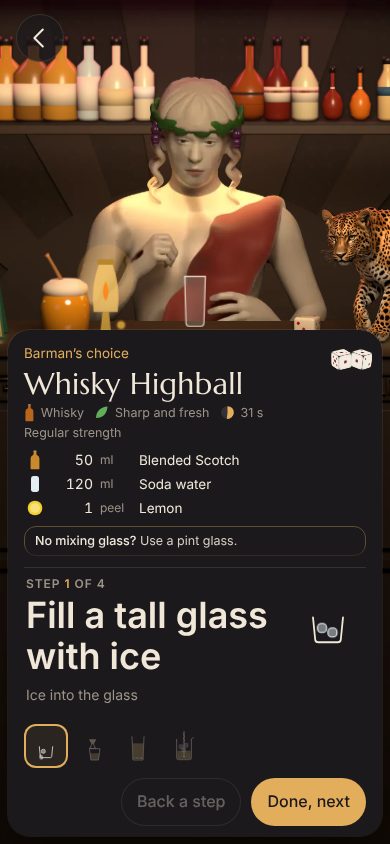 Barman's choice
Whisky Highball
Whisky Sharp and fresh 31 s
Regular strength
50 ml Blended Scotch
120 ml Soda water
1 peel Lemon
No mixing glass? Use a pint glass.
STEP 1 OF 4
Fill a tall glass
with ice
Ice into the glass
Back a step Done, next